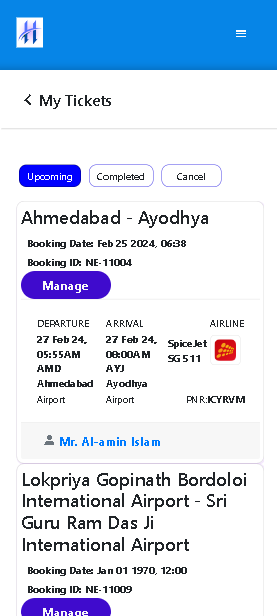 My Tickets
Upcoming Completed Cancel
Ahmedabad - Ayodhya
Booking Date: Feb 25 2024, 06:38
Booking ID: NE-11004
Manage
DEPARTURE ARRIVAL AIRLINE
27 Feb 24, 27 Feb 24, SpiceJet
05:55AM 08:00AM SG 511
AMD AYJ
Ahmedabad Ayodhya
Airport Airport PNR:ICYRVM
Mr. Al-amin Islam
Lokpriya Gopinath Bordoloi
International Airport - Sri
Guru Ram Das Ji
International Airport
Booking Date: Jan 01 1970, 12:00
Booking ID: NE-11009
Manage